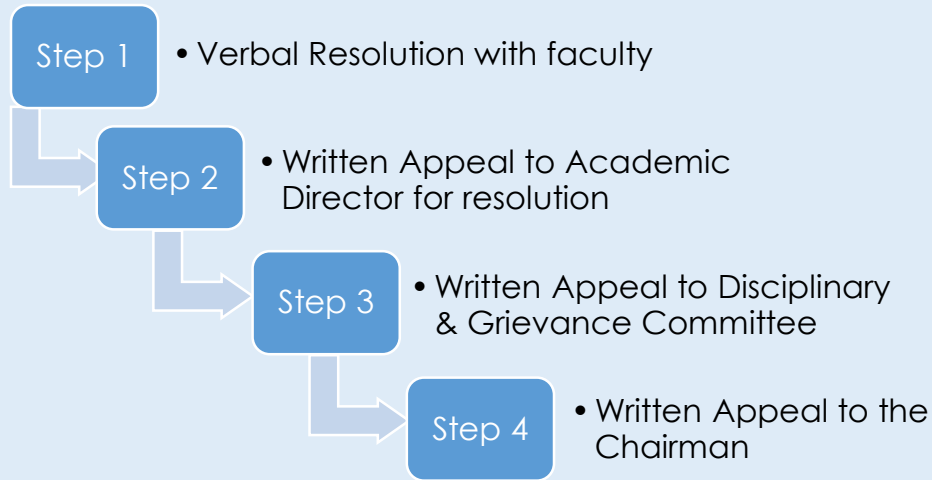 Step 1
• Verbal Resolution with faculty
Step 2
• Written Appeal to Academic
Director for resolution
Step 3
• Written Appeal to Disciplinary
& Grievance Committee
Step 4
• Written Appeal to the
Chairman